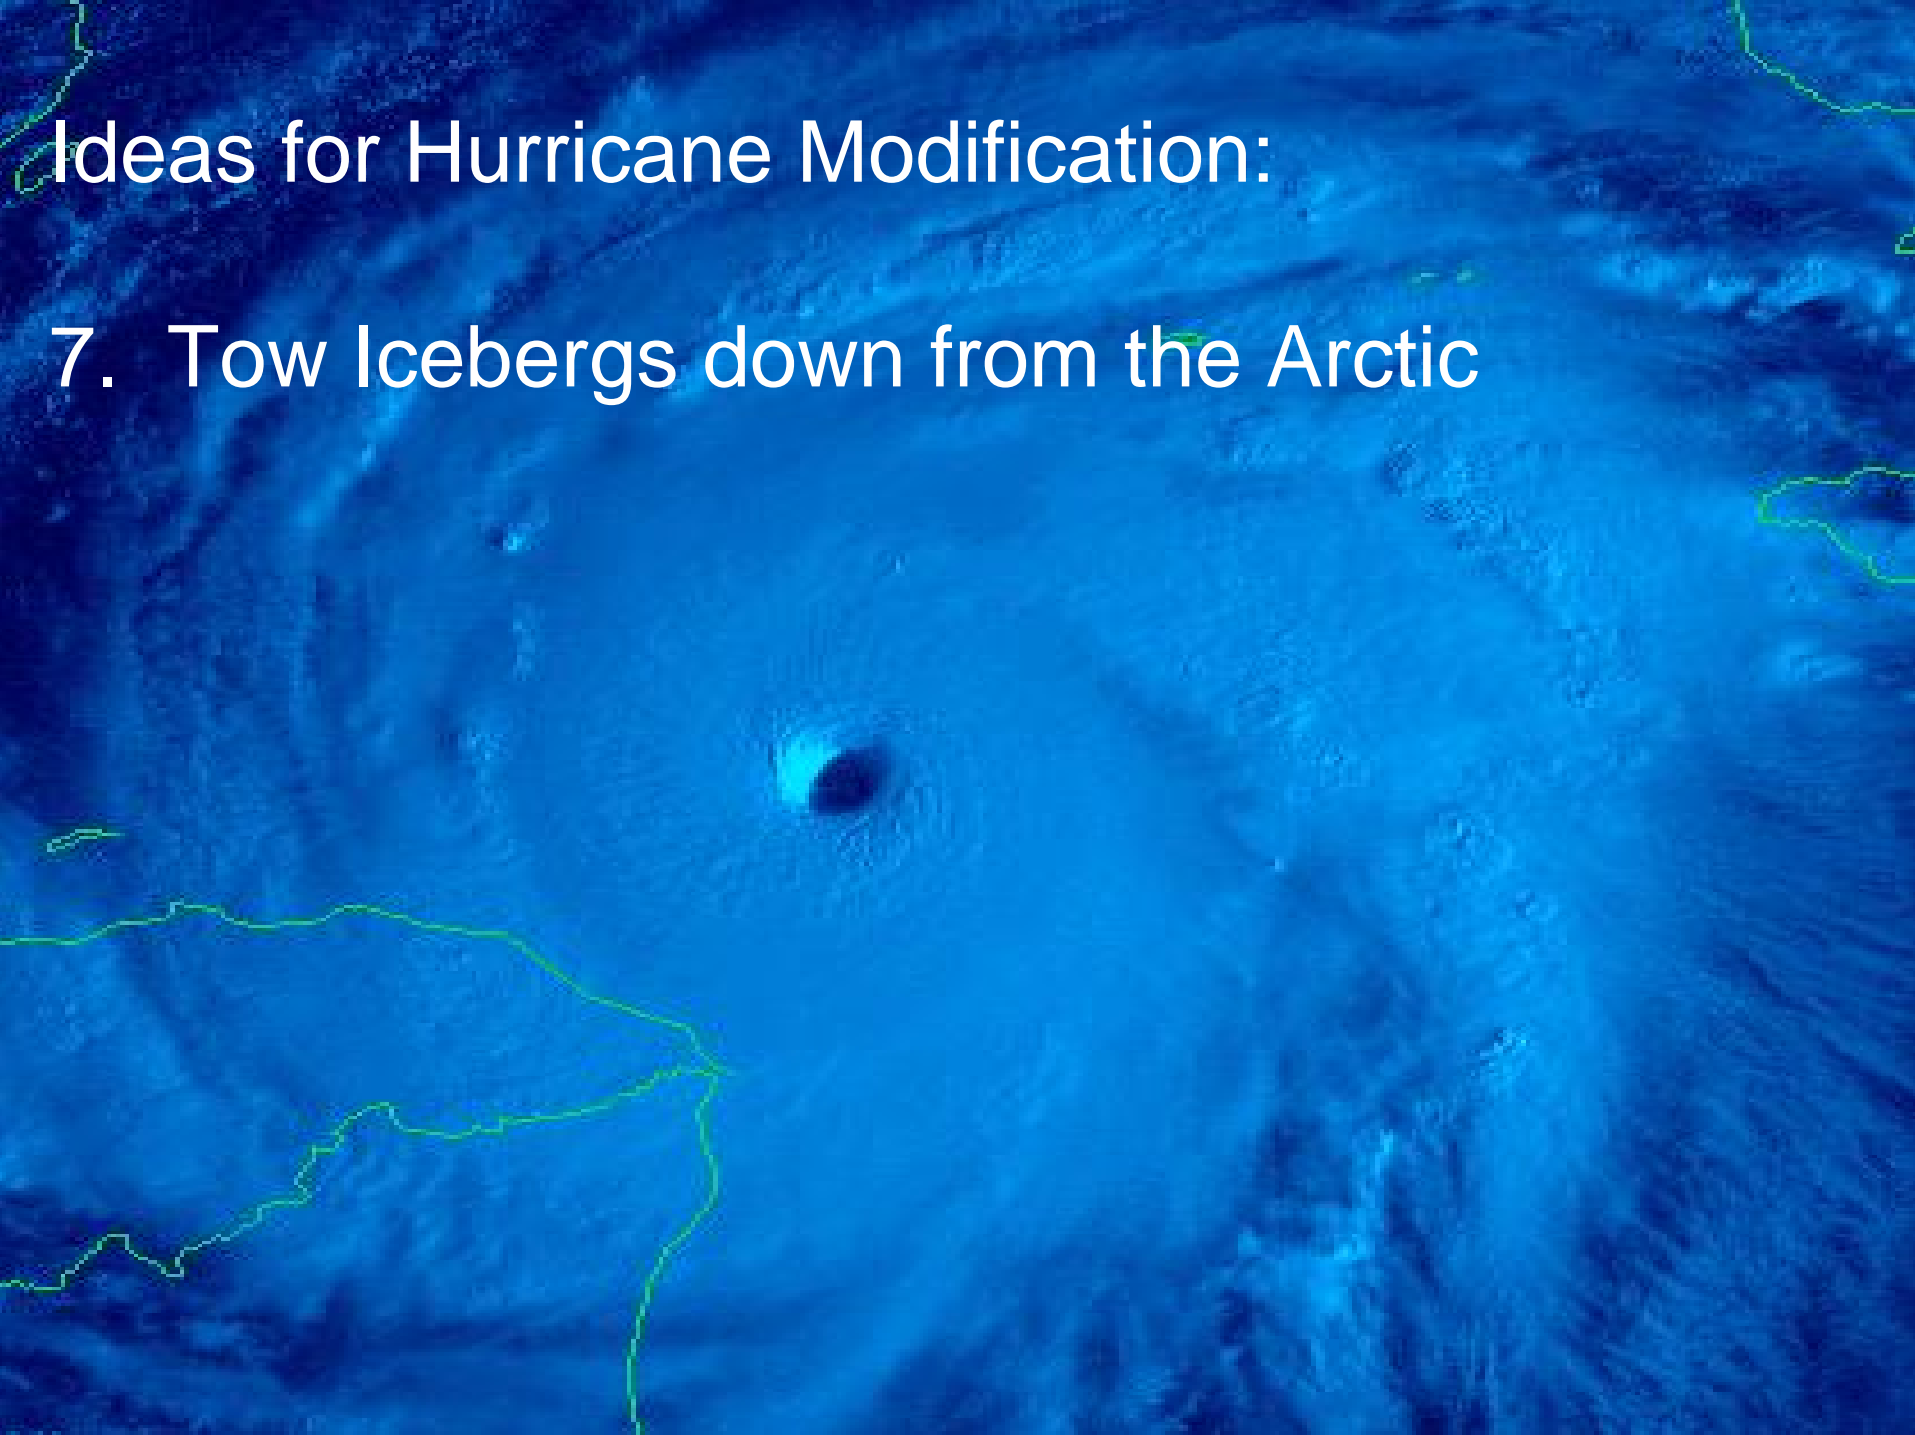 Ideas for Hurricane Modification:
7. Tow Icebergs down from the Arctic